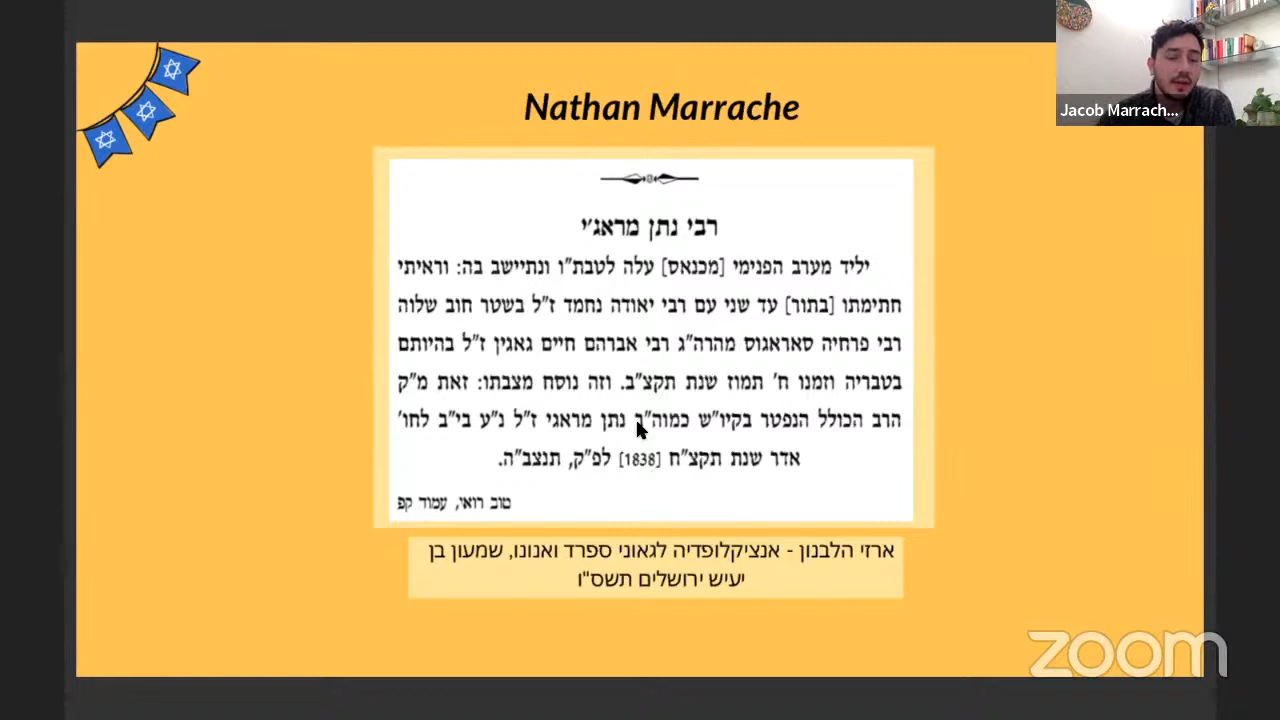 Nathan Marrache
Jacob Marrach...
רבי נתן מראג׳י
יליד מערב הפנימי [מכנאס] עלה לטבת"ו ונתיישב בה: וראיתי
חתימתו [בתור] עד שני עם רבי יאודה נחמד ז"ל בשטר חוב שלוה
רבי פרחיה סאראגוס מהרה"ג רבי אברהם חיים גאגין ז"ל בהיותם
בטבריה וזמנו ח' תמוז שנת תקצ"ב. וזה נוסח מצבתו: זאת מ"ק
הרב הכולל הנפטר בקיו"ש כמוה"ר נתן מראגי ז"ל נ"ע בי"ב לחו'
אדר שנת תקצ"ח [1838] לפ"ק, תנצב"ה.
טוב רואי, עמוד קפ
ארזי הלבנון - אנציקלופדיה לגאוני ספרד ואנונו, שמעון בן
יעיש ירושלים תשס"ו
zoom